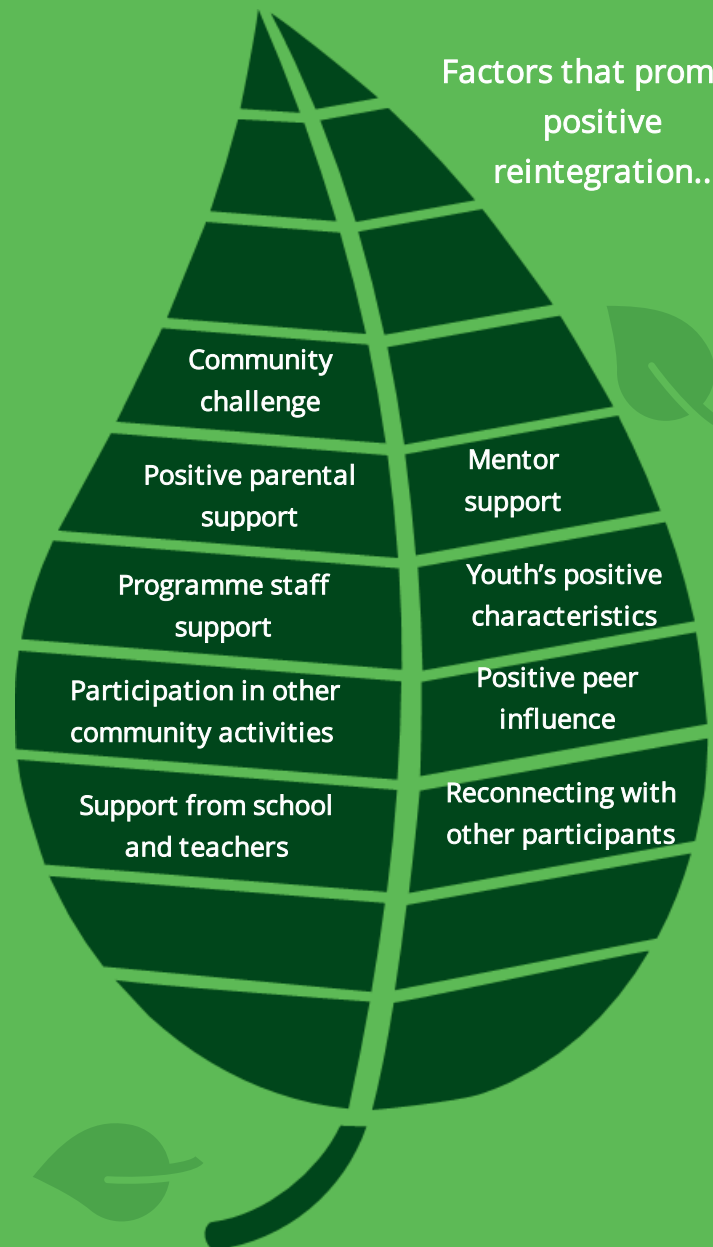 Factors that prom
positive
reintegration..
Community
challenge
Positive parental
support
Programme staff
support
Participation in other
community activities
Support from school
and teachers
Mentor
support
Youth’s positive
characteristics
Positive peer
influence
Reconnecting with
other participants